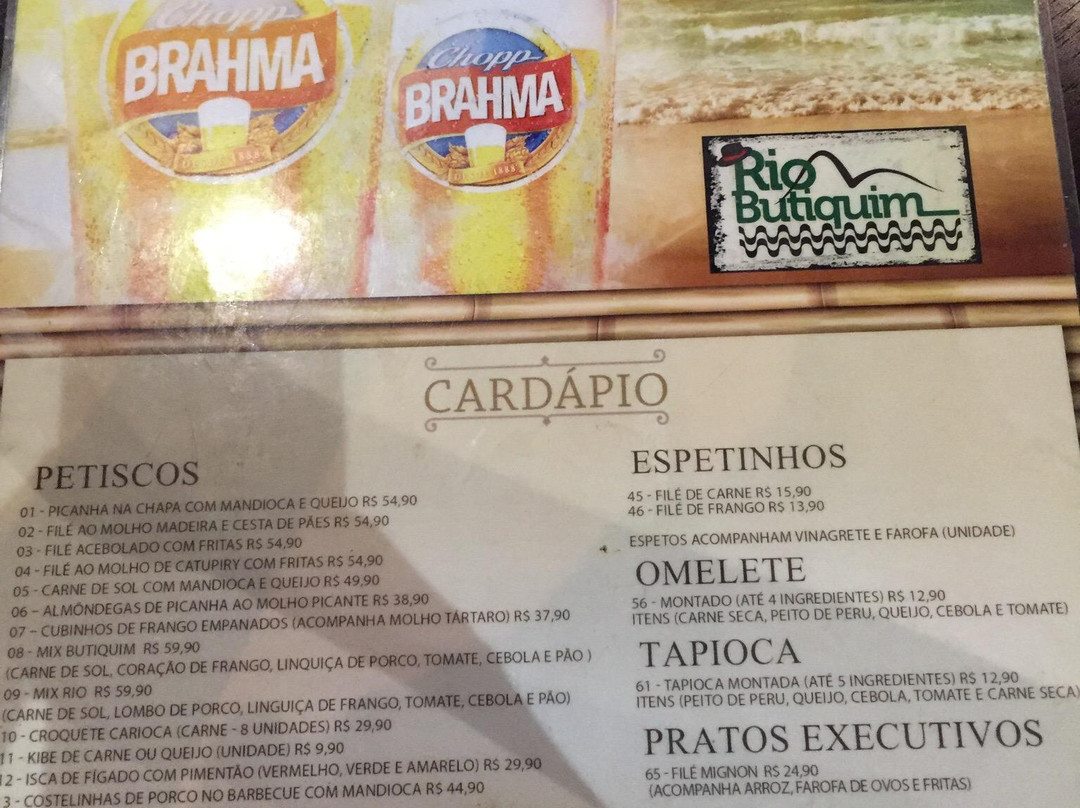 Chopp
BRAHMA
Chopp
BRAHMA
DESDE 1888
Rio
Butiquim
CARDÁPIO
PETISCOS
01 - PICANHA NA CHAPA COM MANDIOCA E QUEIJO R$ 54,90
02 - FILÉ AO MOLHO MADEIRA E CESTA DE PÃES R$ 54,90
03 - FILÉ ACEBOLADO COM FRITAS R$ 54,90
04 - FILÉ AO MOLHO DE CATUPIRY COM FRITAS R$ 54,90
05 - CARNE DE SOL COM MANDIOCA E QUEIJO R$ 49,90
06 – ALMÔNDEGAS DE PICANHA AO MOLHO PICANTE R$ 38,90
07 – CUBINHOS DE FRANGO EMPANADOS (ACOMPANHA MOLHO TÁRTARO) R$ 37,90
08 - MIX BUTIQUIM R$ 59,90
(CARNE DE SOL, CORAÇÃO DE FRANGO, LINQUIÇA DE PORCO, TOMATE, CEBOLA E PÃO )
09 - MIX RIO R$ 59,90
(CARNE DE SOL, LOMBO DE PORCO, LINGUIÇA DE FRANGO, TOMATE, CEBOLA E PÃO)
10 - CROQUETE CARIOCA (CARNE - 8 UNIDADES) R$ 29,90
11 - KIBE DE CARNE OU QUEIJO (UNIDADE) R$ 9,90
12 - ISCA DE FÍGADO COM PIMENTÃO (VERMELHO, VERDE E AMARELO) R$ 29,90
3 - COSTELINHAS DE PORCO NO BARBECUE COM MANDIOCA R$ 44,90
ESPETINHOS
45 - FILÉ DE CARNE R$ 15,90
46 - FILÉ DE FRANGO R$ 13,90
ESPETOS ACOMPANHAM VINAGRETE E FAROFA (UNIDADE)
OMELETE
56 - MONTADO (ATÉ 4 INGREDIENTES) R$ 12,90
ITENS (CARNE SECA, PEITO DE PERU, QUEIJO, CEBOLA E TOMATE)
TAPIOCA
61 - TAPIOCA MONTADA (ATÉ 5 INGREDIENTES) R$ 12,90
ITENS (PEITO DE PERU, QUEIJO, CEBOLA, TOMATE E CARNE SECA)
PRATOS EXECUTIVOS
65 - FILÉ MIGNON R$ 24,90
(ACOMPANHA ARROZ, FAROFA DE OVOS E FRITAS)